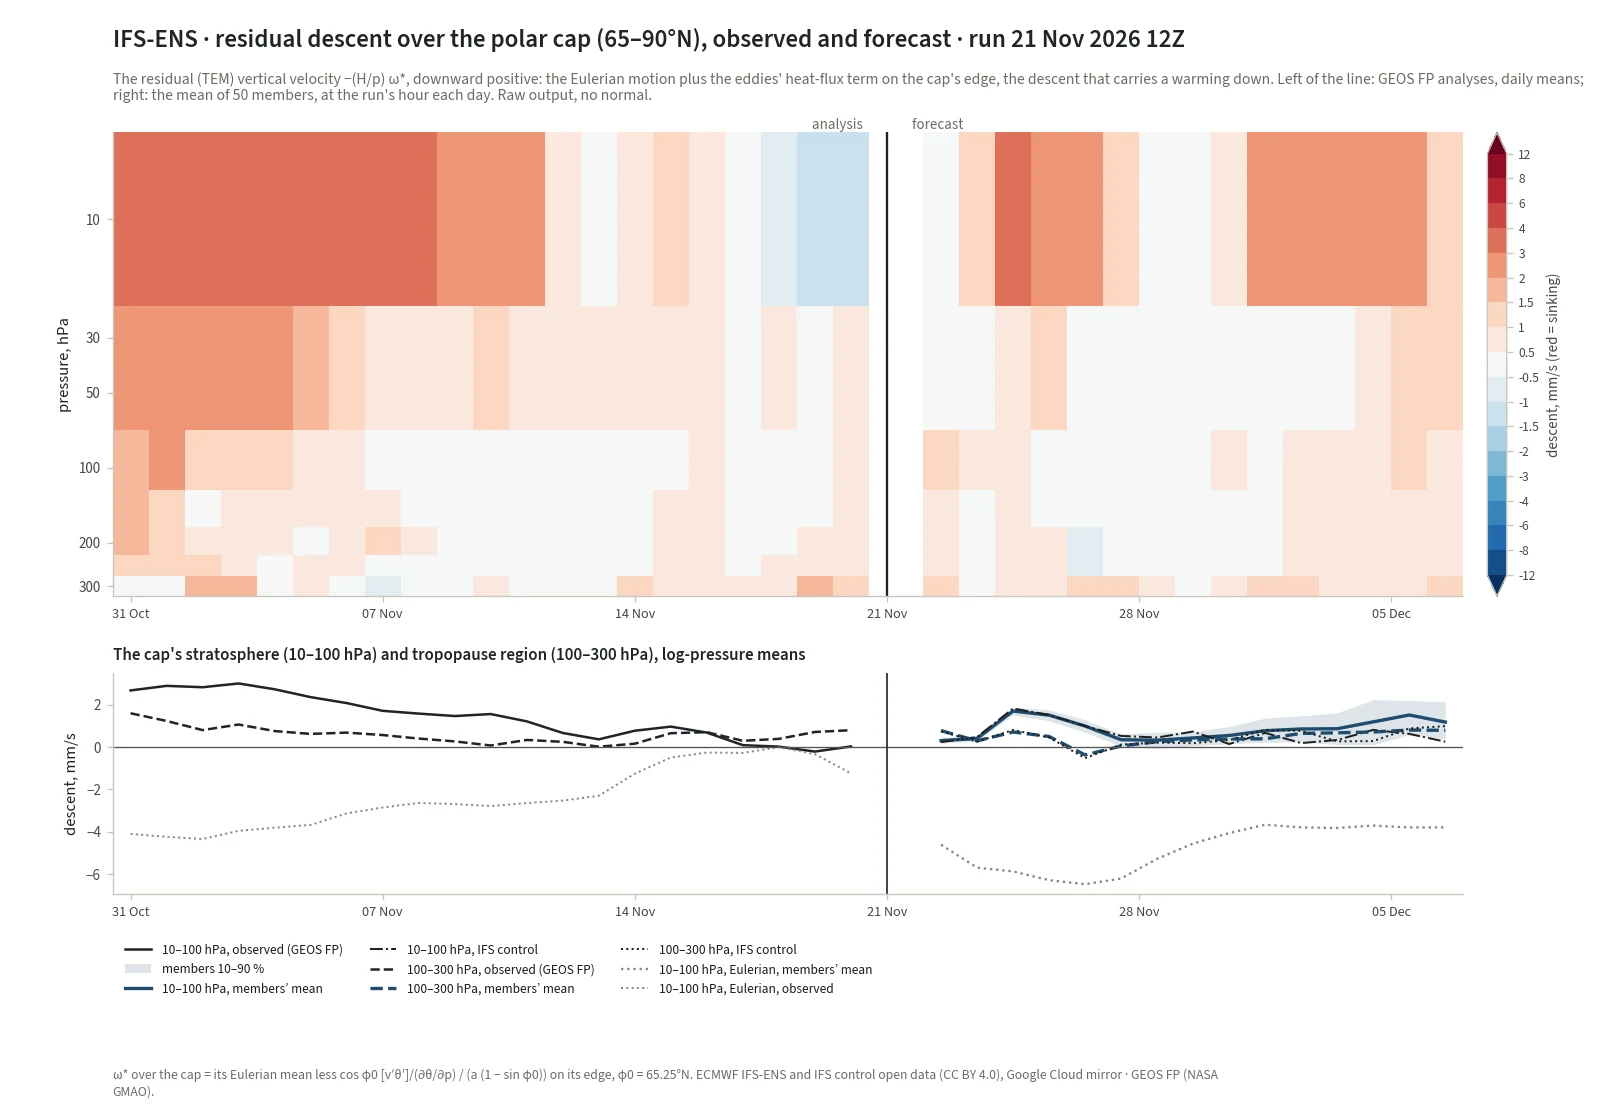 IFS-ENS · residual descent over the polar cap (65–90°N), observed and forecast · run 21 Nov 2026 12Z
The residual (TEM) vertical velocity −(H/p) ω*, downward positive: the Eulerian motion plus the eddies' heat-flux term on the cap's edge, the descent that carries a warming down. Left of the line: GEOS FP analyses, daily means;
right: the mean of 50 members, at the run's hour each day. Raw output, no normal.
analysis
forecast
pressure, hPa
10
30
50
100
200
300
31 Oct
07 Nov
14 Nov
21 Nov
28 Nov
05 Dec
12
8
6
4
3
2
1.5
1
0.5
-0.5
-1
-1.5
-2
-3
-4
-6
-8
-12
descent, mm/s (red = sinking)
The cap's stratosphere (10–100 hPa) and tropopause region (100–300 hPa), log-pressure means
descent, mm/s
2
0
−2
−4
−6
31 Oct
07 Nov
14 Nov
21 Nov
28 Nov
05 Dec
10–100 hPa, observed (GEOS FP)
members 10–90 %
10–100 hPa, members’ mean
10–100 hPa, IFS control
100–300 hPa, observed (GEOS FP)
100–300 hPa, members’ mean
100–300 hPa, IFS control
10–100 hPa, Eulerian, members’ mean
10–100 hPa, Eulerian, observed
ω* over the cap = its Eulerian mean less cos φ0 [v′θ′]/(∂θ/∂p) / (a (1 − sin φ0)) on its edge, φ0 = 65.25°N. ECMWF IFS-ENS and IFS control open data (CC BY 4.0), Google Cloud mirror · GEOS FP (NASA
GMAO).